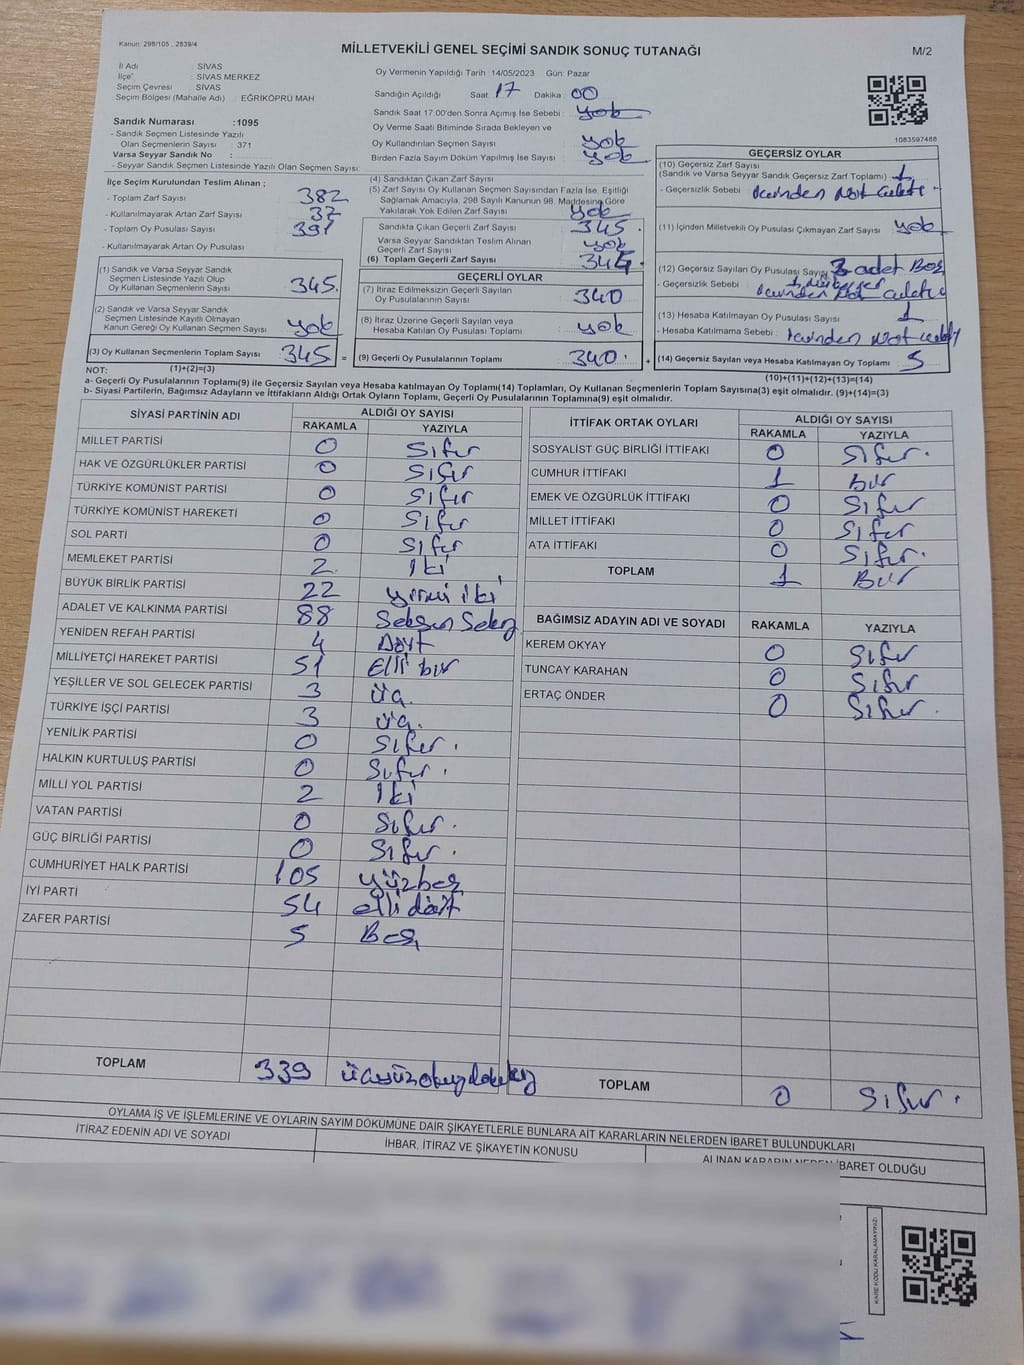 Kanun: 298/105 , 2839/4
MİLLETVEKİLİ GENEL SEÇİMİ SANDIK SONUÇ TUTANAĞI
M/2
İl Adı : SİVAS
İlçe : SİVAS MERKEZ
Seçim Çevresi : SİVAS
Seçim Bölgesi (Mahalle Adı) : EĞRİKÖPRÜ MAH
Sandık Numarası :1095
- Sandık Seçmen Listesinde Yazılı
Olan Seçmenlerin Sayısı : 371
Varsa Seyyar Sandık No :
- Seyyar Sandık Seçmen Listesinde Yazılı Olan Seçmen Sayısı:
Oy Vermenin Yapıldığı Tarih :14/05/2023 Gün: Pazar
Sandığın Açıldığı Saat : 17 Dakika : 00
Sandık Saat 17:00'den Sonra Açımış İse Sebebi : yok
Oy Verme Saati Bitiminde Sırada Bekleyen ve
Oy Kullandırılan Seçmen Sayısı : yok
Birden Fazla Sayım Döküm Yapılmış İse Sayısı : yok
1083597488
İlçe Seçim Kurulundan Teslim Alınan ;
- Toplam Zarf Sayısı : 382
- Kullanılmayarak Artan Zarf Sayısı : 37
- Toplam Oy Pusulası Sayısı : 391
- Kullanılmayarak Artan Oy Pusulası
(1) Sandık ve Varsa Seyyar Sandık
Seçmen Listesinde Yazılı Olup
Oy Kullanan Seçmenlerin Sayısı : 345.
(2) Sandık ve Varsa Seyyar Sandık
Seçmen Listesinde Kayıtlı Olmayan
Kanun Gereği Oy Kullanan Seçmen Sayısı : yok
(3) Oy Kullanan Seçmenlerin Toplam Sayısı : 345 =
(4) Sandıktan Çıkan Zarf Sayısı
(5) Zarf Sayısı Oy Kullanan Seçmen Sayısından Fazla İse, Eşitliği
Sağlamak Amacıyla, 298 Sayılı Kanunun 98. Maddesine Göre
Yakılarak Yok Edilen Zarf Sayısı : yok
Sandıkta Çıkan Geçerli Zarf Sayısı : 345.
Varsa Seyyar Sandıktan Teslim Alınan
Geçerli Zarf Sayısı : yok
(6) Toplam Geçerli Zarf Sayısı : 344
GEÇERLİ OYLAR
(7) İtiraz Edilmeksizin Geçerli Sayılan
Oy Pusulalarının Sayısı : 340
(8) İtiraz Üzerine Geçerli Sayılan veya
Hesaba Katılan Oy Pusulası Toplamı : yok
(9) Geçerli Oy Pusulalarının Toplamı : 340. +
GEÇERSİZ OYLAR
(10) Geçersiz Zarf Sayısı
(Sandık ve Varsa Sandık Geçersiz Zarf Toplamı) : 1
- Geçersizlik Sebebi :
(11) İçinden Milletvekili Oy Pusulası Çıkmayan Zarf Sayısı : yok
(12) Geçersiz Sayılan Oy Pusulası Sayısı : 3 adet Boş
- Geçersizlik Sebebi :
(13) Hesaba Katılmayan Oy Pusulası Sayısı : 1
- Hesaba Katılmama Sebebi :
(14) Geçersiz Sayılan veya Hesaba Katılmayan Oy Toplamı : 5
NOT: (1)+(2)=(3)
(10)+(11)+(12)+(13)=(14)
a- Geçerli Oy Pusulalarının Toplamı(9) ile Geçersiz Sayılan veya Hesaba katılmayan Oy Toplamı(14) Toplamları, Oy Kullanan Seçmenlerin Toplam Sayısına(3) eşit olmalıdır. (9)+(14)=(3)
b- Siyasi Partilerin, Bağımsız Adayların ve İttifakların Aldığı Ortak Oyların Toplamı, Geçerli Oy Pusulalarının Toplamına(9) eşit olmalıdır.
SİYASİ PARTİNİN ADI ALDIĞI OY SAYISI
RAKAMLA YAZIYLA
MİLLET PARTİSİ 0 Sıfır
HAK VE ÖZGÜRLÜKLER PARTİSİ 0 Sıfır
TÜRKİYE KOMÜNİST PARTİSİ 0 Sıfır
TÜRKİYE KOMÜNİST HAREKETİ 0 Sıfır
SOL PARTİ 0 Sıfır
MEMLEKET PARTİSİ 2 iki
BÜYÜK BİRLİK PARTİSİ 22 yirmi iki
ADALET VE KALKINMA PARTİSİ 88 Seksen Sekiz
YENİDEN REFAH PARTİSİ 4 Dört
MİLLİYETÇİ HAREKET PARTİSİ 51 Elli bir
YEŞİLLER VE SOL GELECEK PARTİSİ 3 üç
TÜRKİYE İŞÇİ PARTİSİ 3 üç.
YENİLİK PARTİSİ 0 Sıfır.
HALKIN KURTULUŞ PARTİSİ 0 Sıfır.
MİLLİ YOL PARTİSİ 2 iki
VATAN PARTİSİ 0 Sıfır.
GÜÇ BİRLİĞİ PARTİSİ 0 Sıfır.
CUMHURİYET HALK PARTİSİ 105 yüzbeş
İYİ PARTİ 54 elli dört
ZAFER PARTİSİ 5 Beş
TOPLAM 339 üçyüzotuzdokuz
İTTİFAK ORTAK OYLARI ALDIĞI OY SAYISI
RAKAMLA YAZIYLA
SOSYALİST GÜÇ BİRLİĞİ İTTİFAKI 0 Sıfır.
CUMHUR İTTİFAKI 1 Bir
EMEK VE ÖZGÜRLÜK İTTİFAKI 0 Sıfır
MİLLET İTTİFAKI 0 Sıfır
ATA İTTİFAKI 0 Sıfır.
TOPLAM 1 Bir
BAĞIMSIZ ADAYIN ADI VE SOYADI RAKAMLA YAZIYLA
KEREM OKYAY 0 Sıfır
TUNCAY KARAHAN 0 Sıfır
ERTAÇ ÖNDER 0 Sıfır.
TOPLAM 0 Sıfır.
OYLAMA İŞ VE İŞLEMLERİNE VE OYLARIN SAYIM DÖKÜMÜNE DAİR ŞİKAYETLERLE BUNLARA AİT KARARLARIN NELERDEN İBARET BULUNDUKLARI
İTİRAZ EDENİN ADI VE SOYADI
İHBAR, İTİRAZ VE ŞİKAYETİN KONUSU
ALINAN KARARIN NEDEN İBARET OLDUĞU
KARE KODU KARALAMAYINIZ!